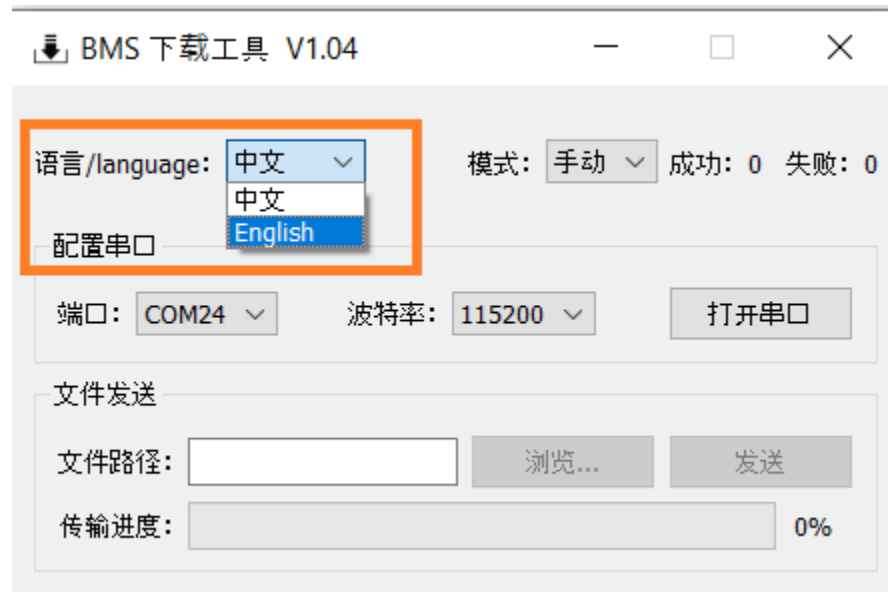 BMS 下载工具 V1.04
语言/language: 中文 模式: 手动 成功: 0 失败: 0
中文
English
配置串口
端口: COM24 波特率: 115200 打开串口
文件发送
文件路径: 浏览... 发送
传输进度: 0%